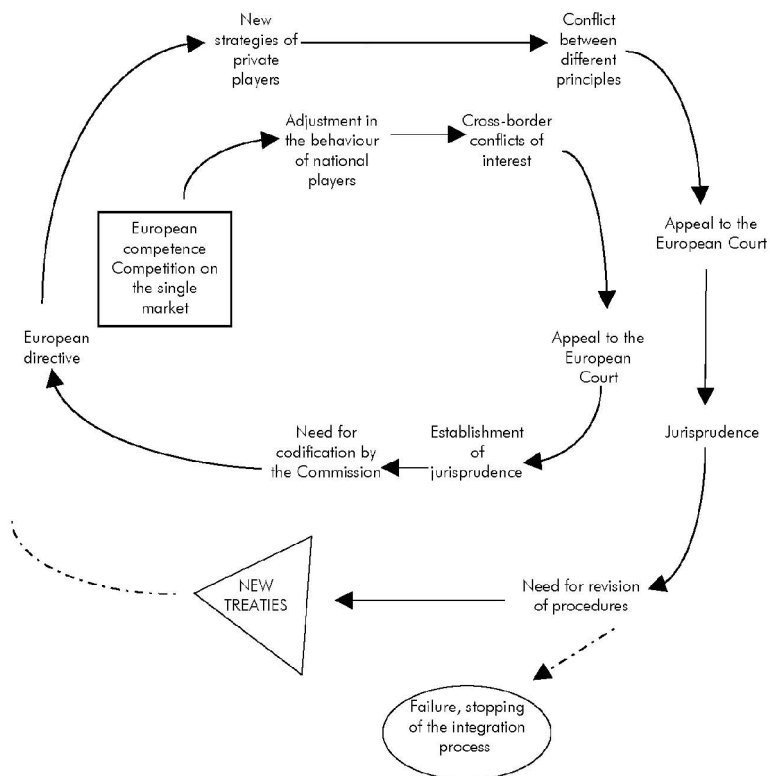 New
strategies of
private
players
Conflict
between
different
principles
Adjustment in
the behaviour
of national
players
Cross-border
conflicts of
interest
European
competence
Competition on
the single
market
Appeal to the
European Court
European
directive
Appeal to the
European
Court
Need for
codification by
the Commission
Establishment
of
jurisprudence
Jurisprudence
NEW
TREATIES
Need for revision
of procedures
Failure, stopping
of the integration
process